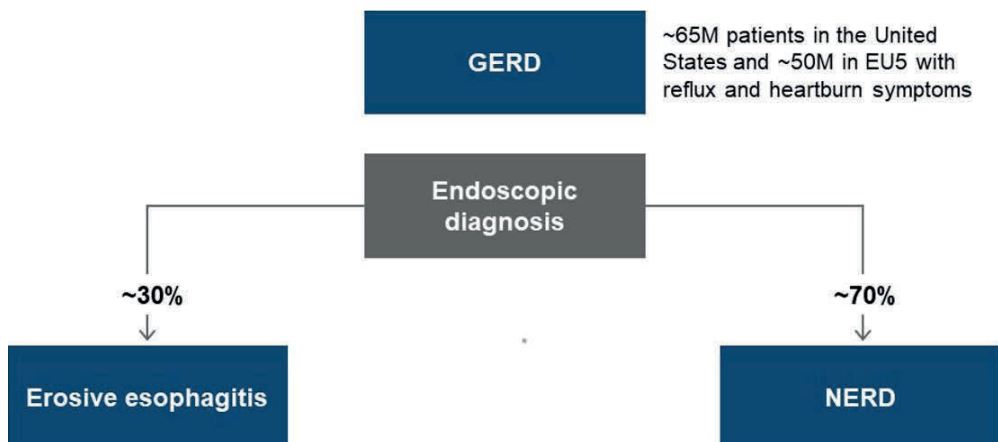 GERD
~65M patients in the United
States and ~50M in EU5 with
reflux and heartburn symptoms
Endoscopic
diagnosis
~30%
~70%
Erosive esophagitis
NERD